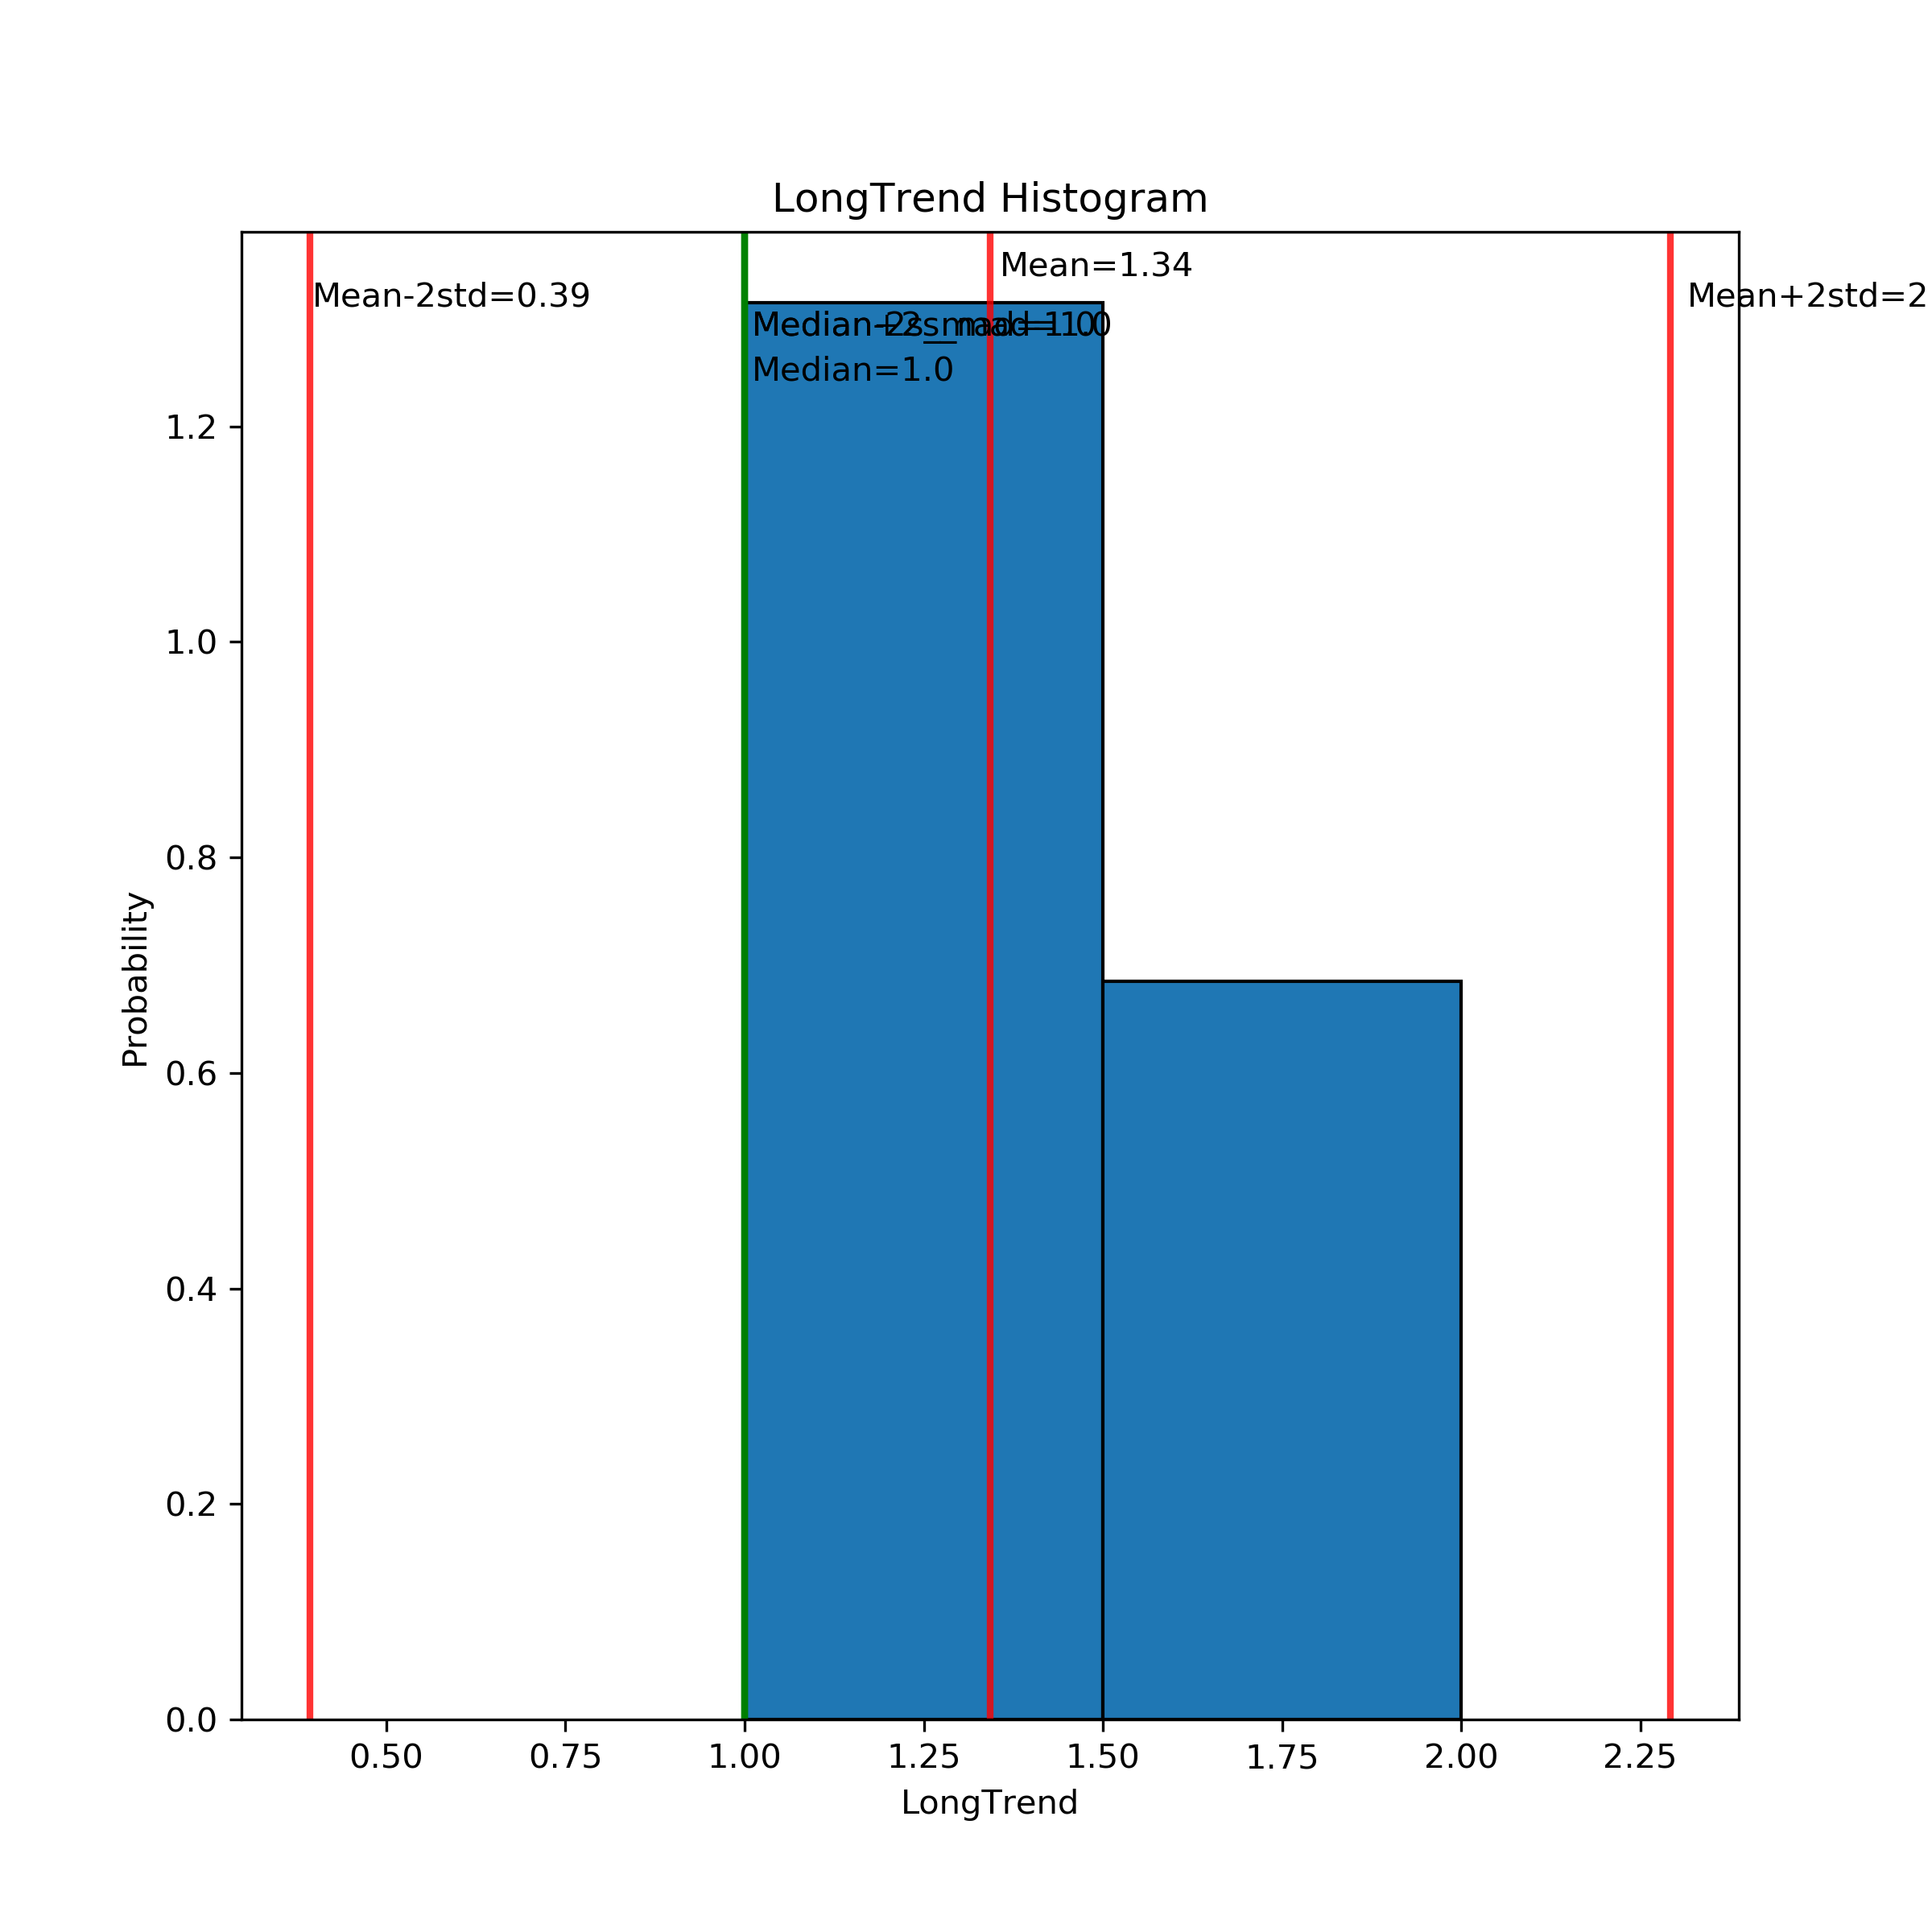 LongTrend Histogram
Mean=1.34
Mean-2std=0.39
Mean+2std=2
Median=1.0
1.2
1.0
0.8
0.6
0.4
0.2
0.0
Probability
0.50 0.75 1.00 1.25 1.50 1.75 2.00 2.25
LongTrend